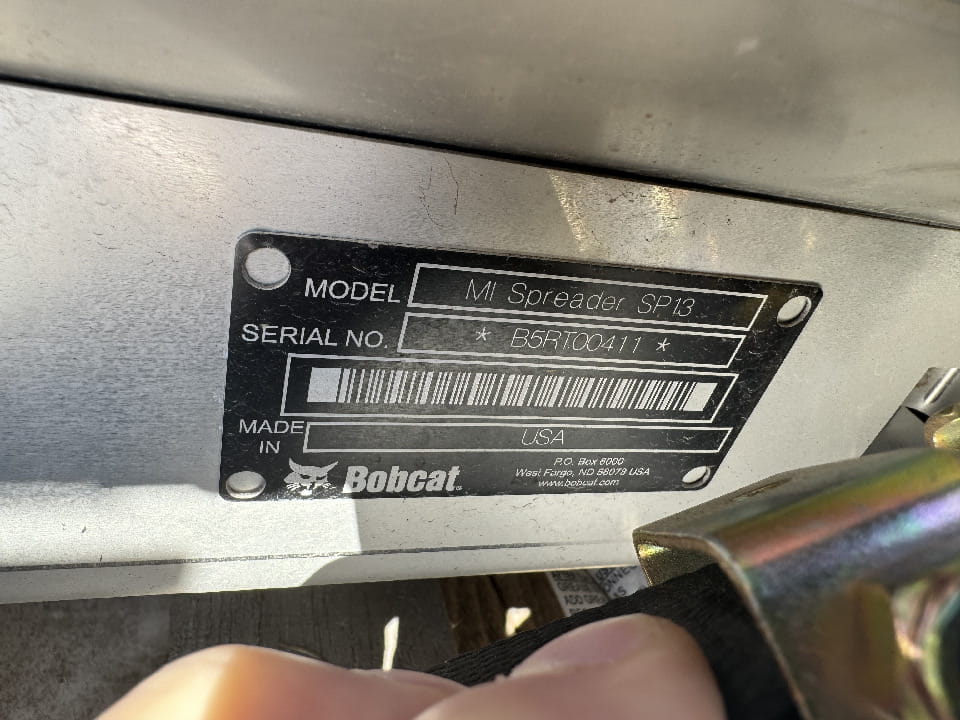 MODEL MI Spreader SP13
SERIAL NO. * B5RT00411 *
MADE IN USA
Bobcat
P.O. Box 6000
West Fargo, ND 58079 USA
www.bobcat.com